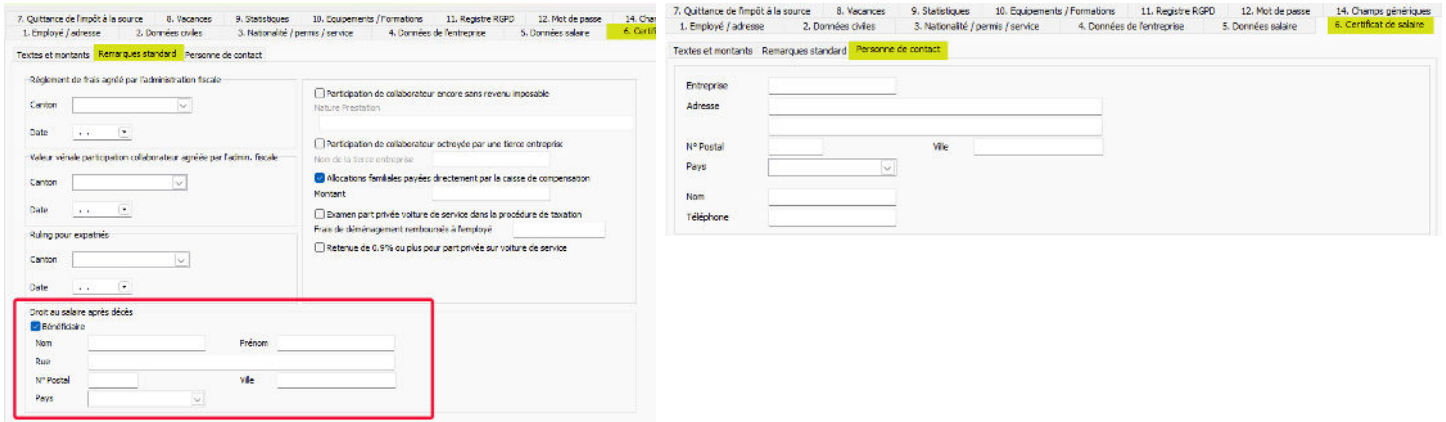 7. Quittance de l'impôt à la source 8. Vacances 9. Statistiques 10. Equipements / Formations 11. Registre RGPD 12. Mot de passe 14. Cham
1. Employé / adresse 2. Données civiles 3. Nationalité / permis / service 4. Données de l'entreprise 5. Données salaire 6. Certifi
Textes et montants Remarques standard Personne de contact
Règlement de frais agréé par l'administration fiscale
Canton
Date . .
Valeur vénale participation collaborateur agréée par l'admin. fiscale
Canton
Date . .
Ruling pour expatriés
Canton
Date . .
Participation de collaborateur encore sans revenu imposable
Nature Prestation
Participation de collaborateur octroyée par une tierce entreprise
Nom de la tierce entreprise
Allocations familiales payées directement par la caisse de compensation
Montant
Examen part privée voiture de service dans la procédure de taxation
Frais de déménagement remboursés à l'employé
Retenue de 0.9% ou plus pour part privée sur voiture de service
Droit au salaire après décès
Bénéficiaire
Nom Prénom
Rue
N° Postal Ville
Pays
7. Quittance de l'impôt à la source 8. Vacances 9. Statistiques 10. Equipements / Formations 11. Registre RGPD 12. Mot de passe 14. Champs génériques
1. Employé / adresse 2. Données civiles 3. Nationalité / permis / service 4. Données de l'entreprise 5. Données salaire 6. Certificat de salaire
Textes et montants Remarques standard Personne de contact
Entreprise
Adresse
N° Postal Ville
Pays
Nom
Téléphone